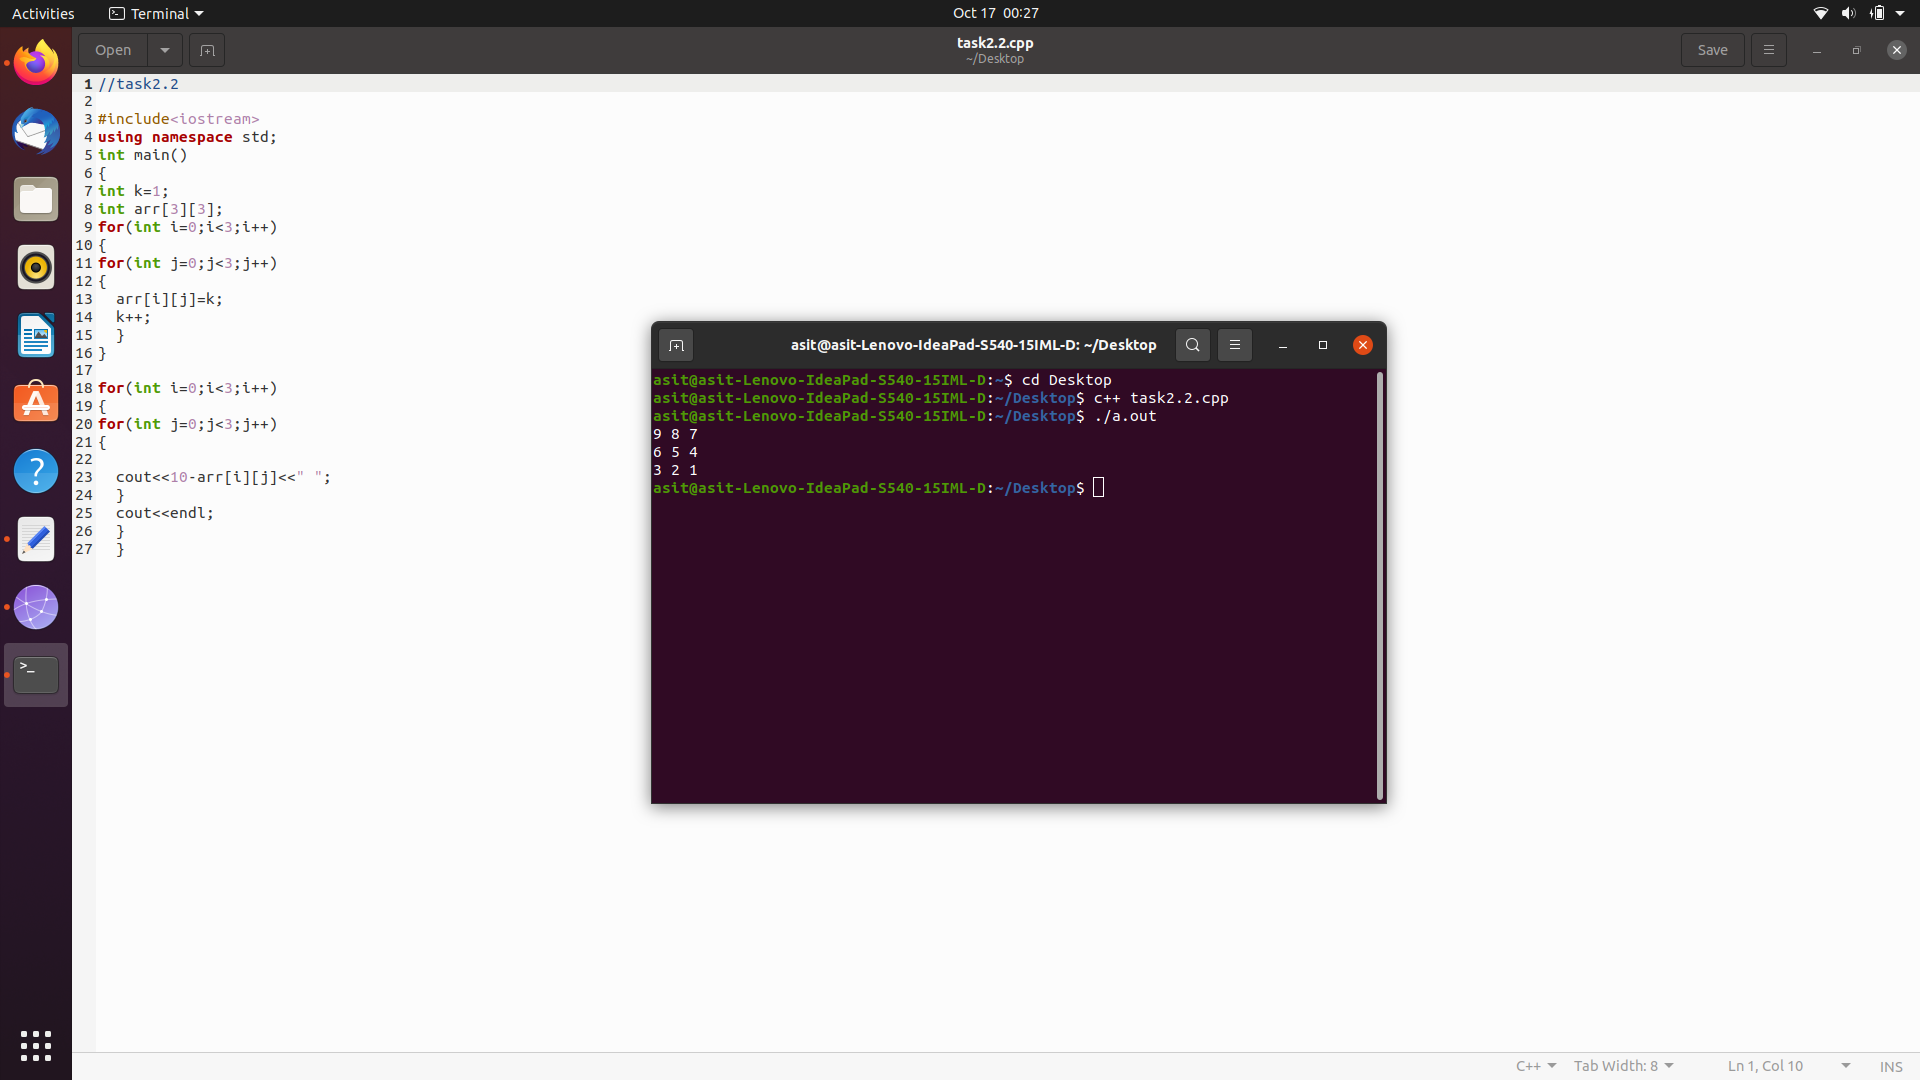 Activities
Terminal
Oct 17  00:27
Open
task2.2.cpp
~/Desktop
Save
1 //task2.2
2
3 #include<iostream>
4 using namespace std;
5 int main()
6 {
7 int k=1;
8 int arr[3][3];
9 for(int i=0;i<3;i++)
10 {
11 for(int j=0;j<3;j++)
12 {
13   arr[i][j]=k;
14   k++;
15   }
16 }
17
18 for(int i=0;i<3;i++)
19 {
20 for(int j=0;j<3;j++)
21 {
22
23   cout<<10-arr[i][j]<<" ";
24   }
25   cout<<endl;
26   }
27   }
asit@asit-Lenovo-IdeaPad-S540-15IML-D: ~/Desktop
asit@asit-Lenovo-IdeaPad-S540-15IML-D:~$ cd Desktop
asit@asit-Lenovo-IdeaPad-S540-15IML-D:~/Desktop$ c++ task2.2.cpp
asit@asit-Lenovo-IdeaPad-S540-15IML-D:~/Desktop$ ./a.out
9 8 7
6 5 4
3 2 1
asit@asit-Lenovo-IdeaPad-S540-15IML-D:~/Desktop$
C++
Tab Width: 8
Ln 1, Col 10
INS